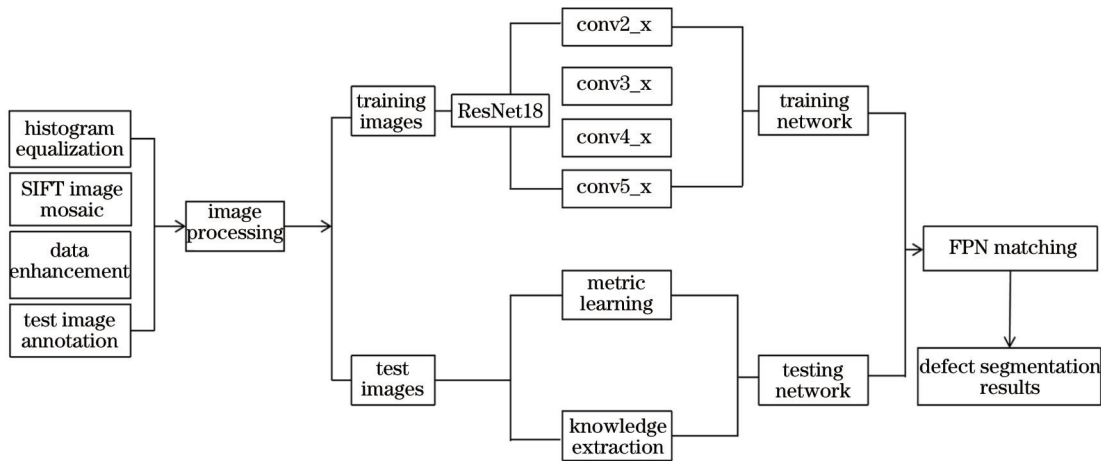 histogram
equalization
SIFT image
mosaic
data
enhancement
test image
annotation
image
processing
training
images
ResNet18
conv2_x
conv3_x
conv4_x
conv5_x
training
network
test
images
metric
learning
knowledge
extraction
testing
network
FPN matching
defect segmentation
results